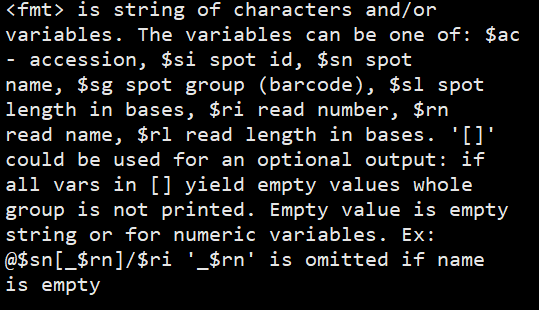 <fmt> is string of characters and/or
variables. The variables can be one of: $ac
- accession, $si spot id, $sn spot
name, $sg spot group (barcode), $sl spot
length in bases, $ri read number, $rn
read name, $rl read length in bases. '[]'
could be used for an optional output: if
all vars in [] yield empty values whole
group is not printed. Empty value is empty
string or for numeric variables. Ex:
@$sn[_$rn]/$ri '_$rn' is omitted if name
is empty